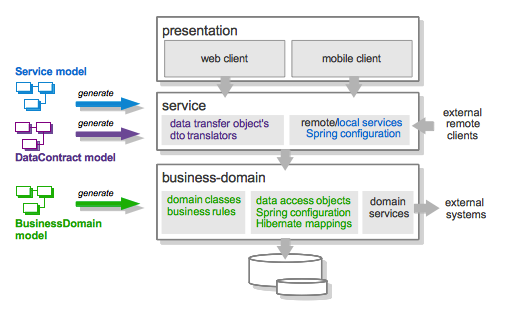 presentation
web client
mobile client
Service model
generate
service
data transfer object's
dto translators
remote/local services
Spring configuration
external
remote
clients
generate
DataContract model
business-domain
generate
domain classes
business rules
data access objects
Spring configuration
Hibernate mappings
domain
services
external
systems
BusinessDomain
model